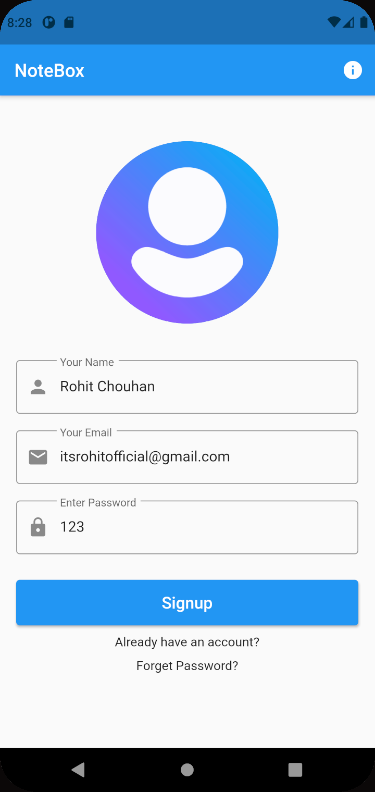 8:28
NoteBox
Your Name
Rohit Chouhan
Your Email
itsrohitofficial@gmail.com
Enter Password
123
Signup
Already have an account?
Forget Password?